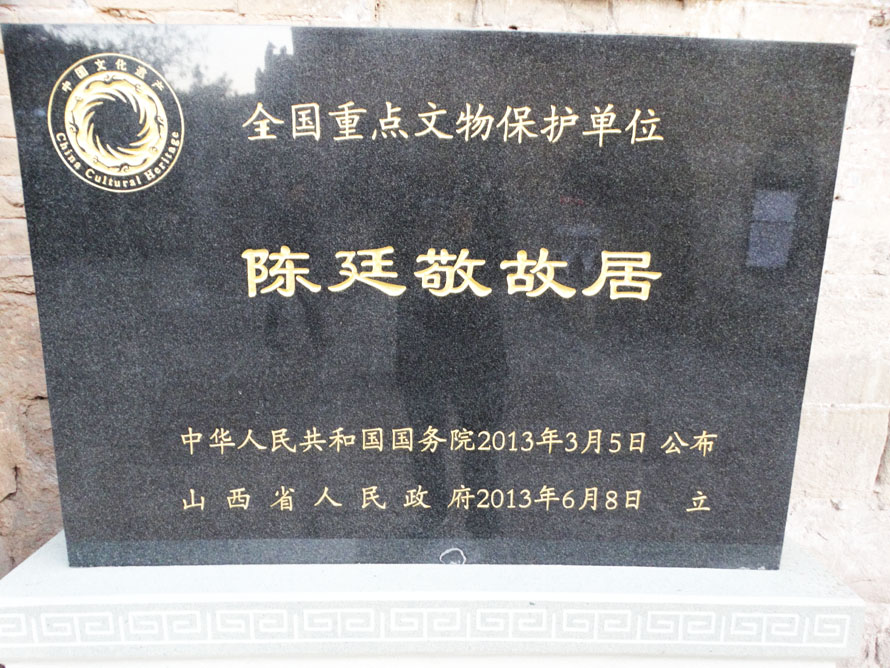 中国文化遗产
China Cultural Heritage
全国重点文物保护单位
陈廷敬故居
中华人民共和国国务院2013年3月5日 公布
山西省人民政府2013年6月8日 立